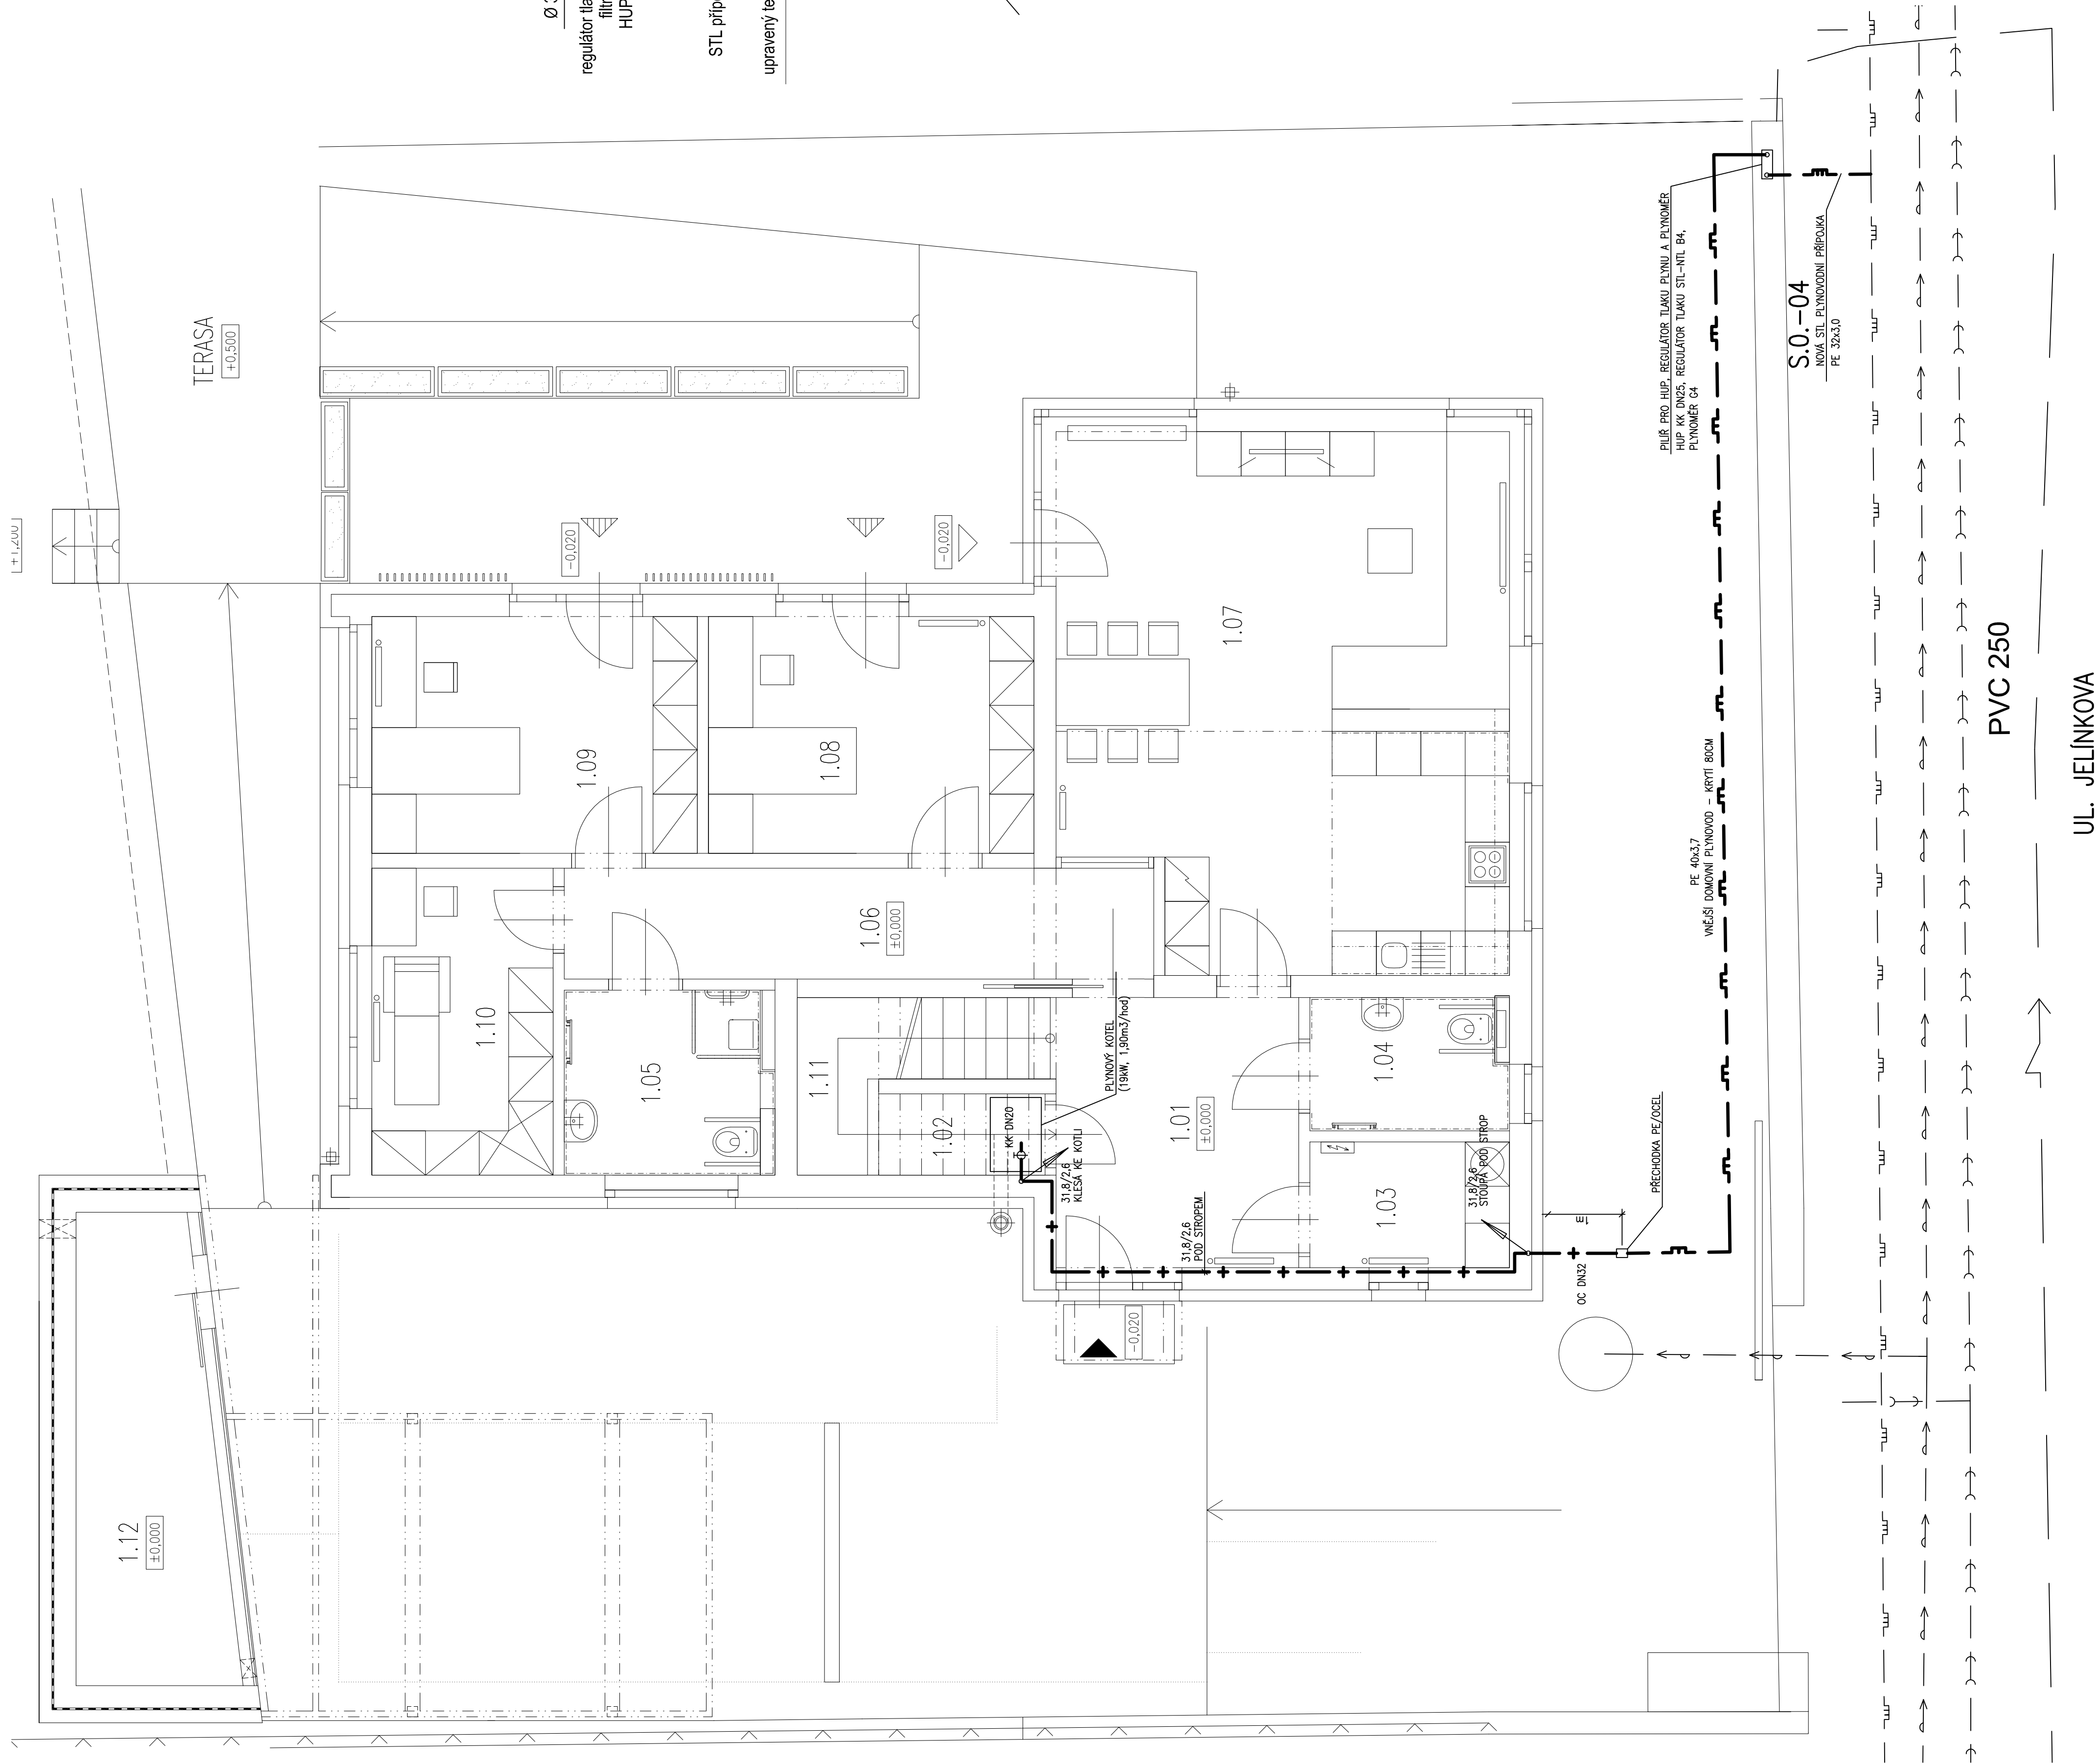 Ø 3
regulátor tla
filtr
HUP
STL přípo
upravený te
TERASA
+0,500
+1,200
-0,020
-0,020
-0,020
1.09
1.08
1.07
1.10
1.06
±0,000
1.05
1.11
1.02
KK DN20
PLYNOVÝ KOTEL
(19kW, 1,90m3/hod)
31,8/2,6
KLESÁ KE KOTLI
1.01
±0,000
1.04
1.03
31,8/2,6
STOUPÁ POD STROP
31,8/2,6
POD STROPEM
-0,020
1.12
±0,000
OC DN32
1m
PŘECHODKA PE/OCEL
PE 40x3,7
VNĚJŠÍ DOMOVNÍ PLYNOVOD - KRYTÍ 80CM
PILÍŘ PRO HUP, REGULÁTOR TLAKU PLYNU A PLYNOMĚR
HUP KK DN25, REGULÁTOR TLAKU STL-NTL B4,
PLYNOMĚR G4
S.O.-04
NOVÁ STL PLYNOVODNÍ PŘÍPOJKA
PE 32x3,0
PVC 250
UL. JELÍNKOVA